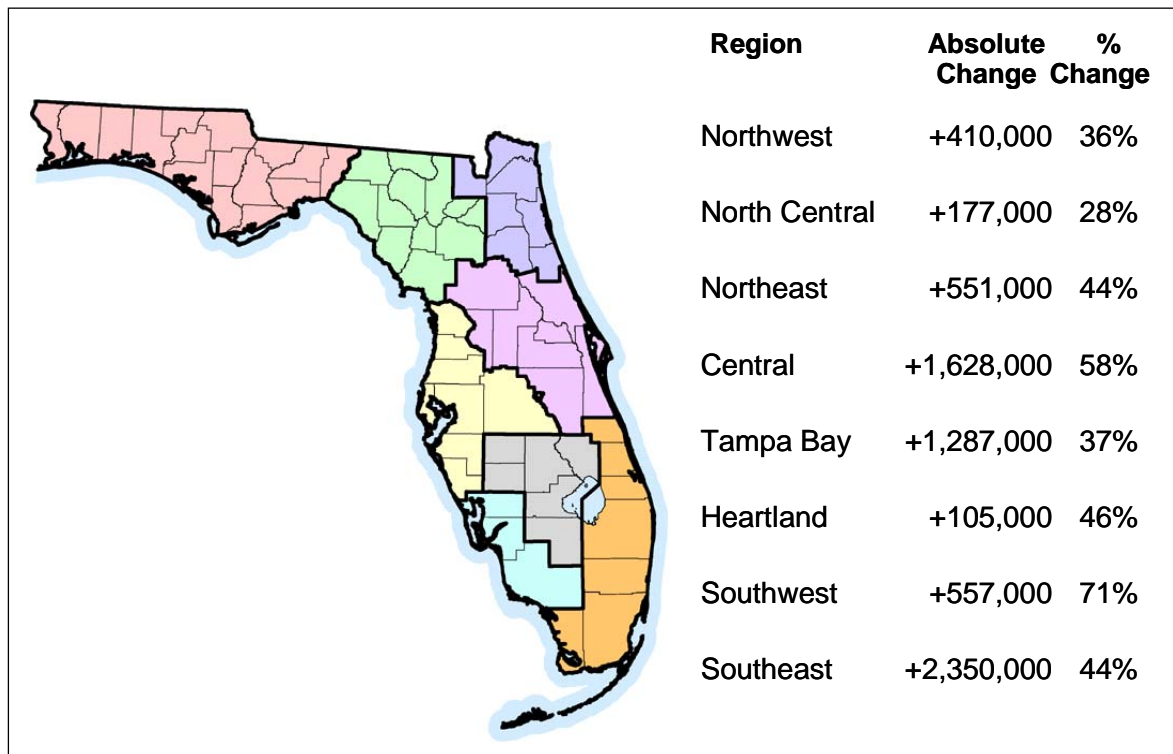 Region Absolute %
Change Change
Northwest +410,000 36%
North Central +177,000 28%
Northeast +551,000 44%
Central +1,628,000 58%
Tampa Bay +1,287,000 37%
Heartland +105,000 46%
Southwest +557,000 71%
Southeast +2,350,000 44%